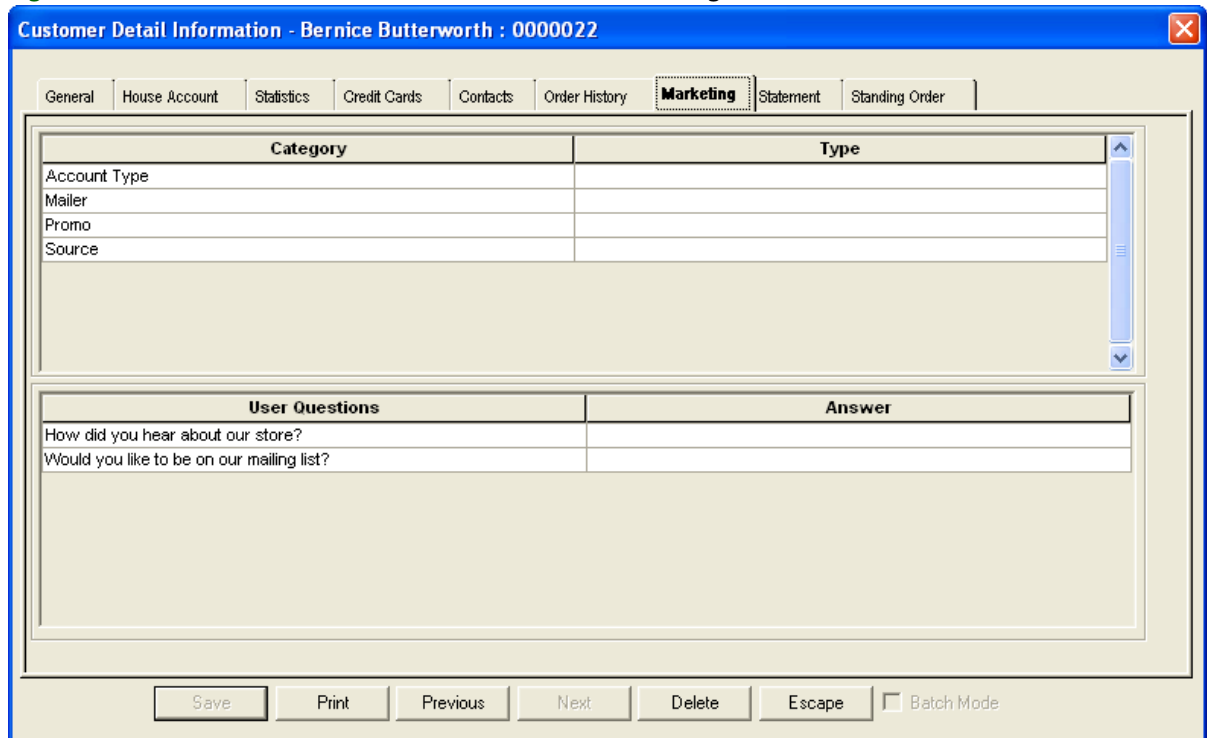 Customer Detail Information - Bernice Butterworth : 0000022
General House Account Statistics Credit Cards Contacts Order History Marketing Statement Standing Order
Category Type
Account Type
Mailer
Promo
Source
User Questions Answer
How did you hear about our store?
Would you like to be on our mailing list?
Save Print Previous Next Delete Escape Batch Mode